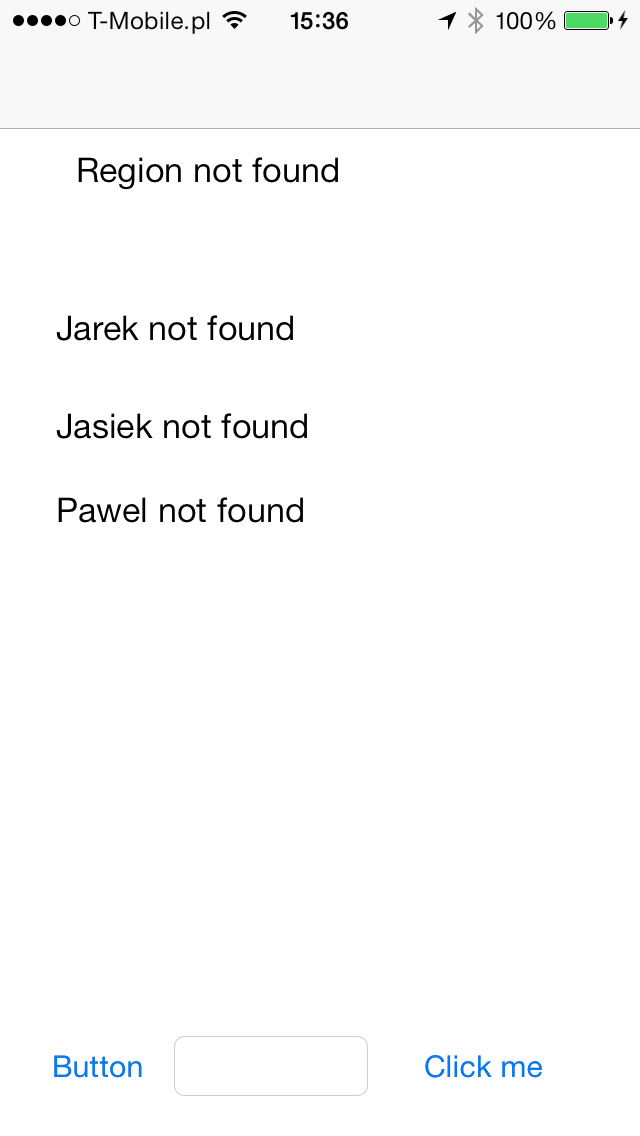 T-Mobile.pl 15:36 100%
Region not found
Jarek not found
Jasiek not found
Pawel not found
Button Click me